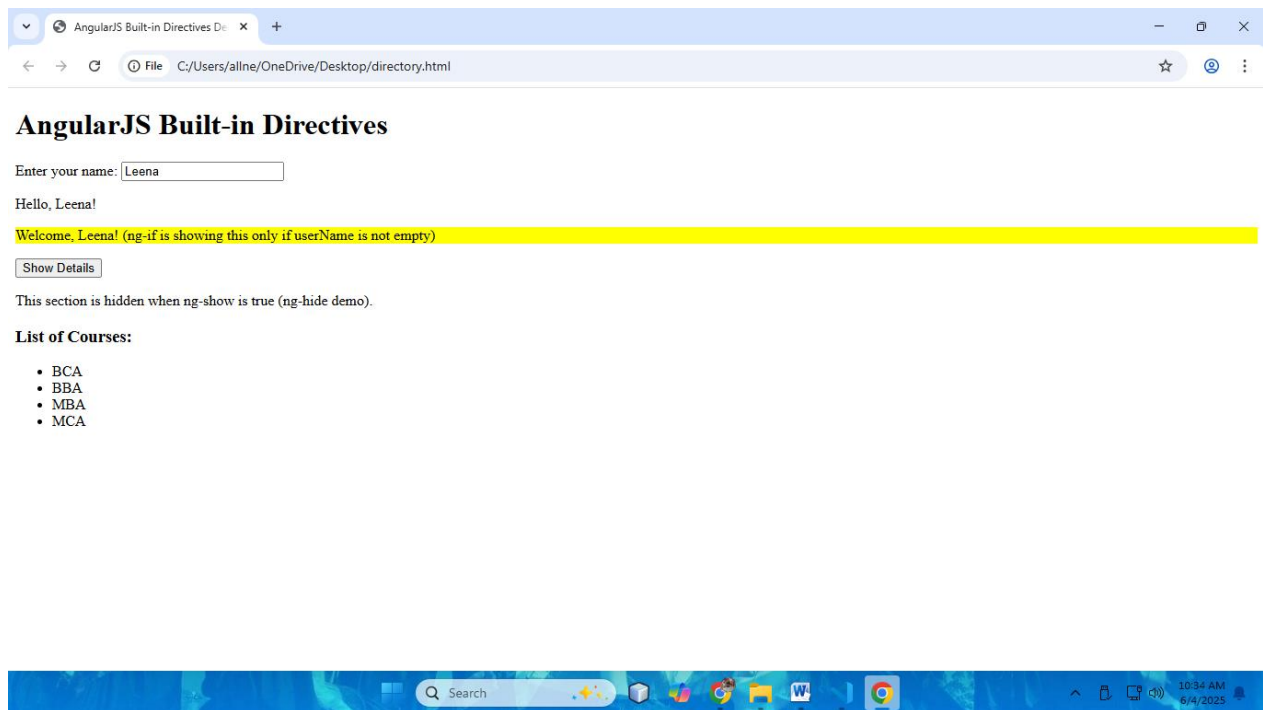 AngularJS Built-in Directives De
File C:/Users/allne/OneDrive/Desktop/directory.html
AngularJS Built-in Directives
Enter your name: Leena
Hello, Leena!
Welcome, Leena! (ng-if is showing this only if userName is not empty)
Show Details
This section is hidden when ng-show is true (ng-hide demo).
List of Courses:
• BCA
• BBA
• MBA
• MCA
Search
10:34 AM
6/4/2025